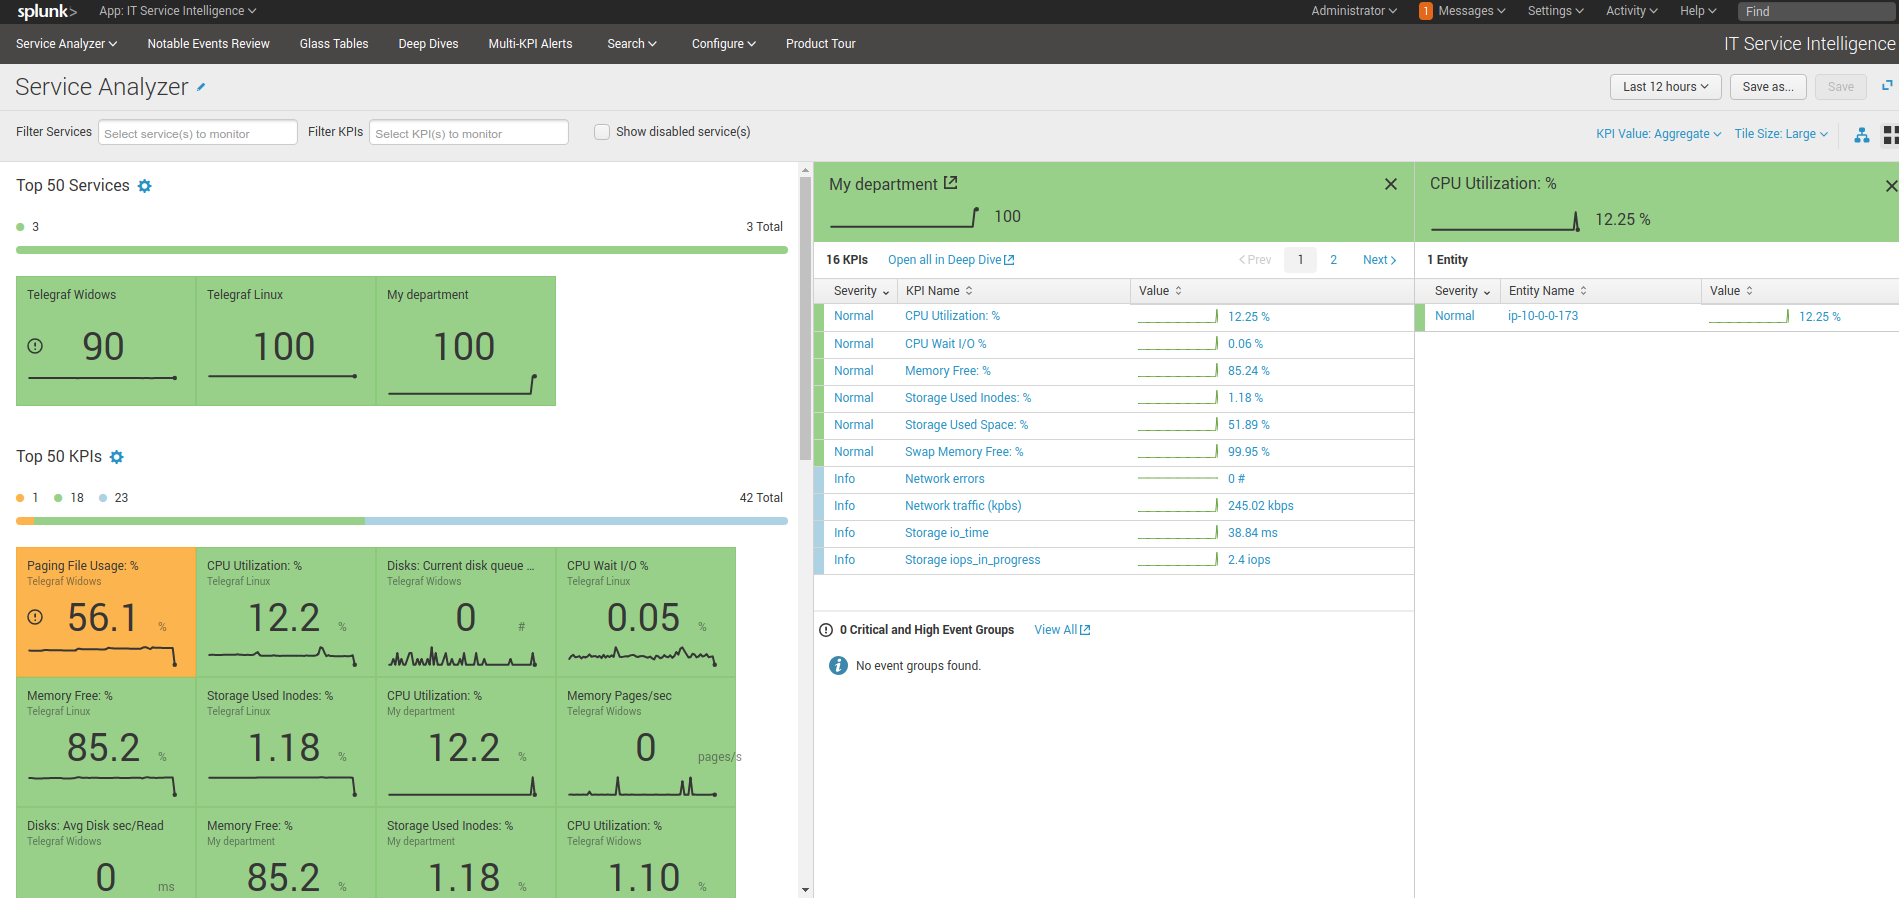 splunk> App: IT Service Intelligence Administrator 1 Messages Settings Activity Help Find
Service Analyzer Notable Events Review Glass Tables Deep Dives Multi-KPI Alerts Search Configure Product Tour IT Service Intelligence
Service Analyzer Last 12 hours Save as... Save
Filter Services Select service(s) to monitor Filter KPIs Select KPI(s) to monitor Show disabled service(s) KPI Value: Aggregate Tile Size: Large
Top 50 Services
3 3 Total
Telegraf Widows Telegraf Linux My department
90 100 100
Top 50 KPIs
1 18 23 42 Total
Paging File Usage: % CPU Utilization: % Disks: Current disk queue ... CPU Wait I/O %
Telegraf Widows Telegraf Linux Telegraf Widows Telegraf Linux
56.1 % 12.2 % 0 # 0.05 %
Memory Free: % Storage Used Inodes: % CPU Utilization: % Memory Pages/sec
Telegraf Linux Telegraf Linux My department Telegraf Widows
85.2 % 1.18 % 12.2 % 0 pages/s
Disks: Avg Disk sec/Read Memory Free: % Storage Used Inodes: % CPU Utilization: %
Telegraf Widows My department My department Telegraf Widows
0 ms 85.2 % 1.18 % 1.10 %
My department
100
16 KPIs Open all in Deep Dive < Prev 1 2 Next >
Severity KPI Name Value
Normal CPU Utilization: % 12.25 %
Normal CPU Wait I/O % 0.06 %
Normal Memory Free: % 85.24 %
Normal Storage Used Inodes: % 1.18 %
Normal Storage Used Space: % 51.89 %
Normal Swap Memory Free: % 99.95 %
Info Network errors 0 #
Info Network traffic (kpbs) 245.02 kbps
Info Storage io_time 38.84 ms
Info Storage iops_in_progress 2.4 iops
0 Critical and High Event Groups View All
No event groups found.
CPU Utilization: %
12.25 %
1 Entity
Severity Entity Name Value
Normal ip-10-0-0-173 12.25 %